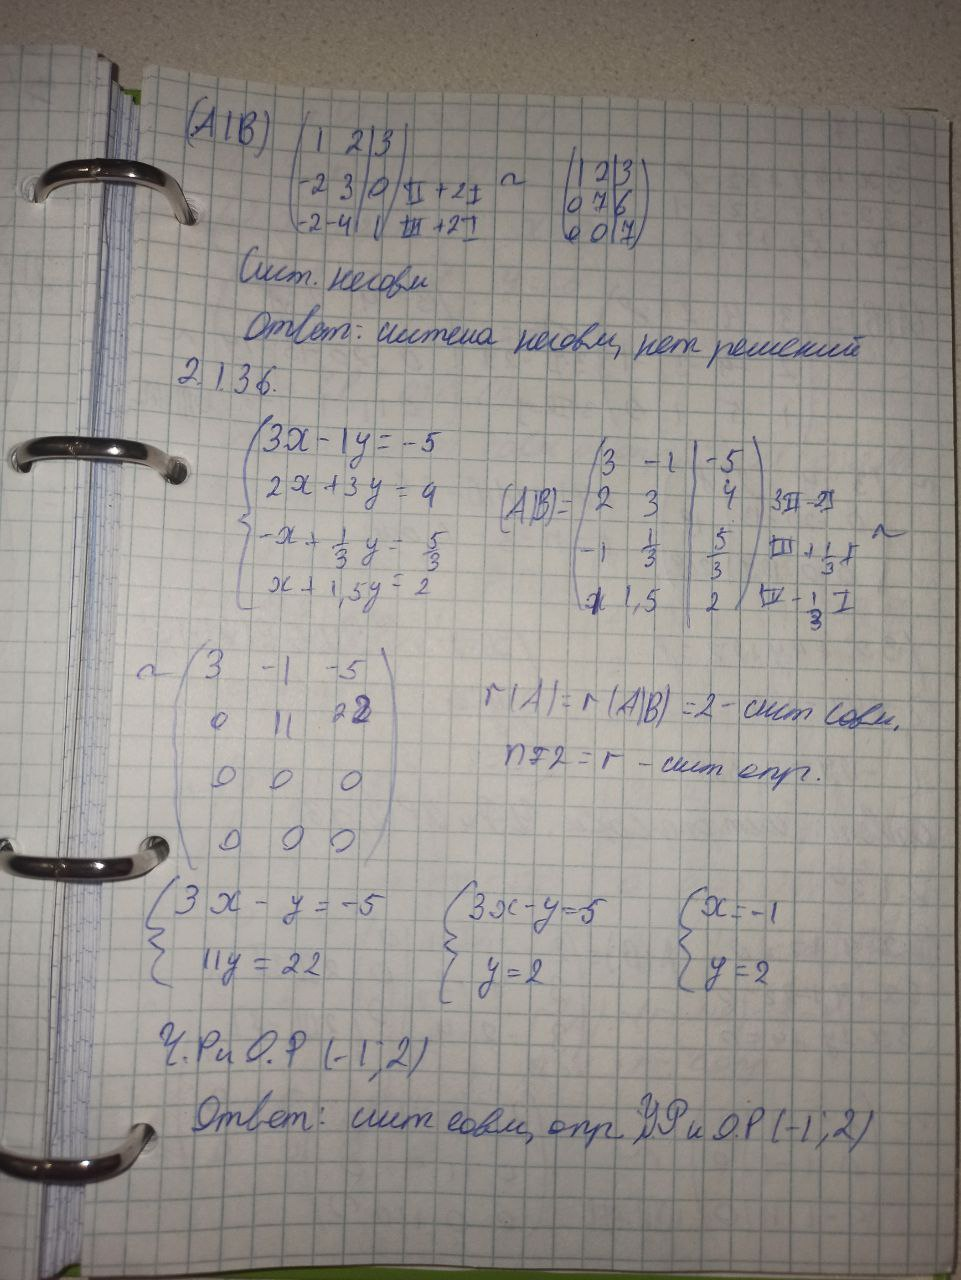 (A|B) (1 2|3) (1 2|3)
-2 3|0 II+2I ~ 0 7|6
-2 -4|1 III+2I 0 0|7
Сист. несовм
Ответ: система несовм, нет решений
2.1.36.
{3x - 1y = -5 (3 -1 | -5)
2x + 3y = 4 (A|B) = 2 3 | 4 3II-2I
-x + 1/3 y = 5/3 -1 1/3 | 5/3 III + 1/3 I ~
x + 1,5y = 2 1 1,5 | 2 IV - 1/3 I
~ (3 -1 -5)
0 11 22 r(A) = r(A|B) = 2 - сист совм.
0 0 0 n=2=r - сист опр.
0 0 0
{3x - y = -5 {3x - y = 5 {x = -1
11y = 22 y = 2 y = 2
Ч.Р и О.Р (-1; 2)
Ответ: сист совм, опр. ЧР и О.Р (-1; 2)